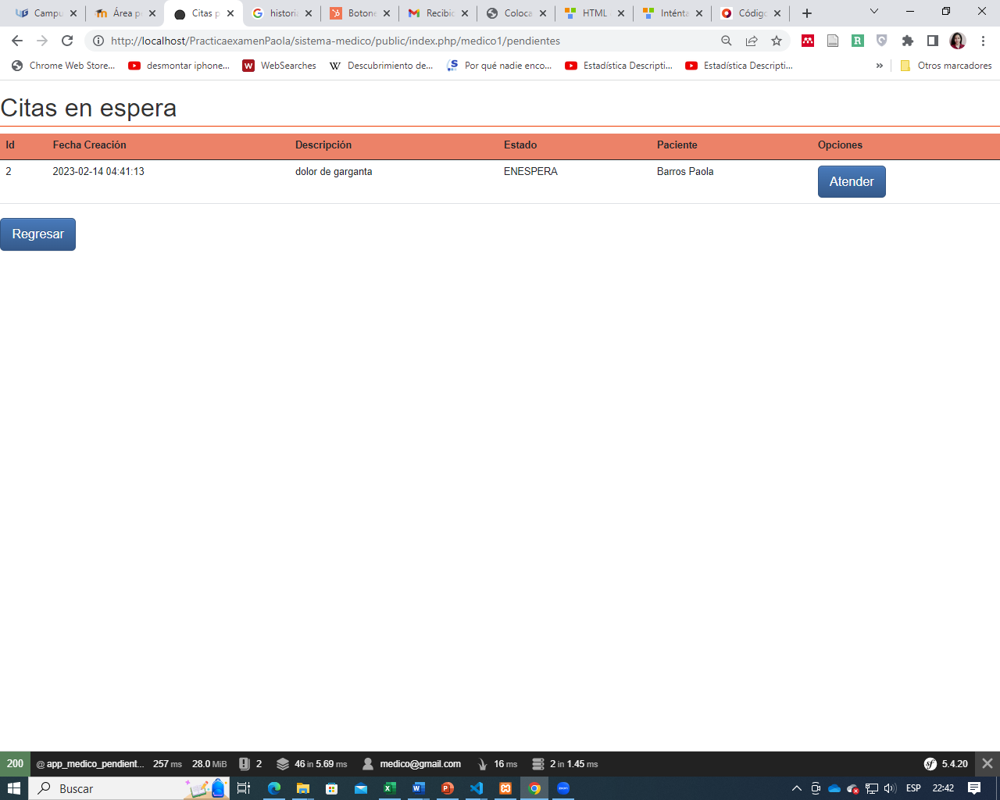 Campu
Área pe
Citas p
historia
Botone
Recibid
Coloca
HTML
Inténta
Código
http://localhost/PracticaexamenPaola/sistema-medico/public/index.php/medico1/pendientes
Chrome Web Store...
desmontar iphone...
WebSearches
Descubrimiento de...
Por qué nadie enco...
Estadística Descripti...
Estadística Descripti...
»
Otros marcadores
Citas en espera
Id Fecha Creación Descripción Estado Paciente Opciones
2 2023-02-14 04:41:13 dolor de garganta ENESPERA Barros Paola Atender
Regresar
200 @ app_medico_pendient... 257 ms 28.0 MiB 2 46 in 5.69 ms medico@gmail.com 16 ms 2 in 1.45 ms 5.4.20
Buscar ESP 22:42